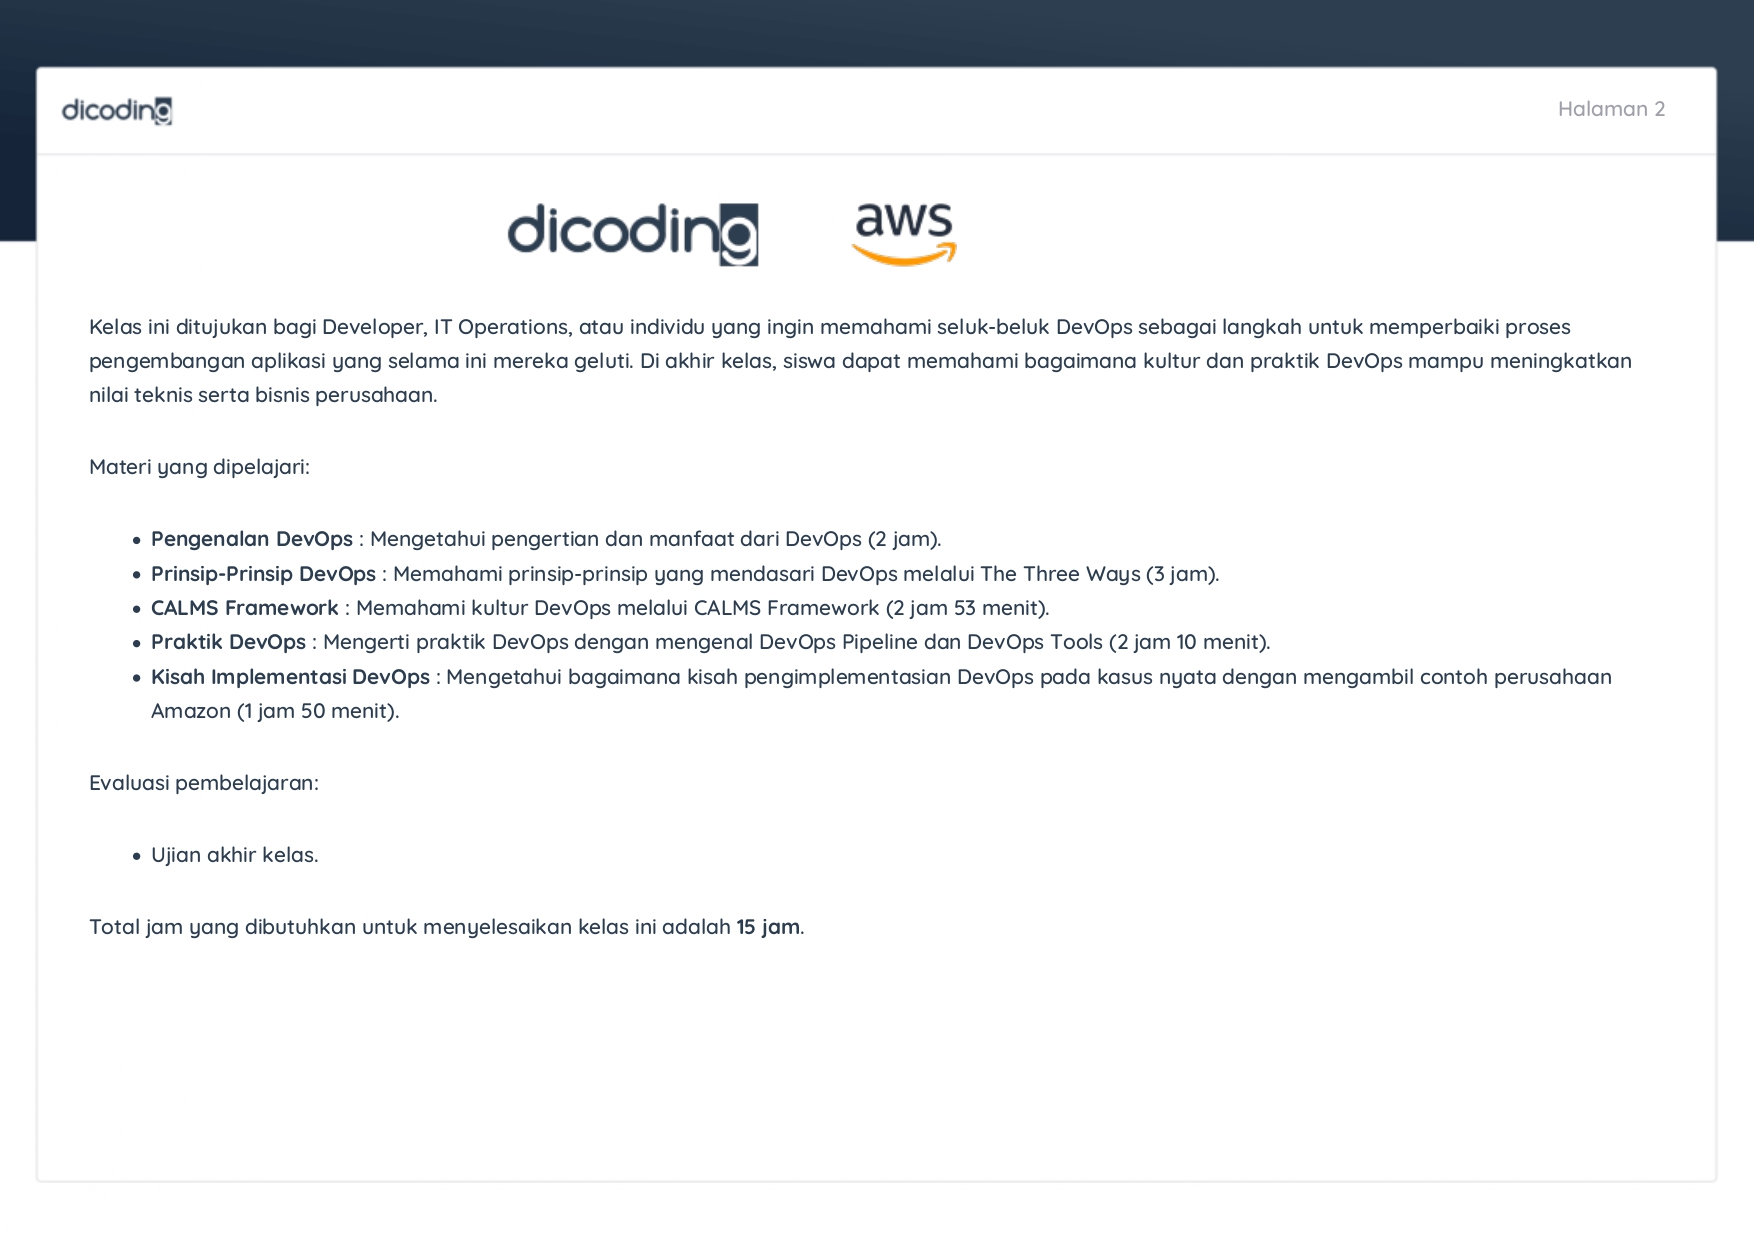 dicoding
Halaman 2
dicoding aws
Kelas ini ditujukan bagi Developer, IT Operations, atau individu yang ingin memahami seluk-beluk DevOps sebagai langkah untuk memperbaiki proses
pengembangan aplikasi yang selama ini mereka geluti. Di akhir kelas, siswa dapat memahami bagaimana kultur dan praktik DevOps mampu meningkatkan
nilai teknis serta bisnis perusahaan.
Materi yang dipelajari:
• Pengenalan DevOps : Mengetahui pengertian dan manfaat dari DevOps (2 jam).
• Prinsip-Prinsip DevOps : Memahami prinsip-prinsip yang mendasari DevOps melalui The Three Ways (3 jam).
• CALMS Framework : Memahami kultur DevOps melalui CALMS Framework (2 jam 53 menit).
• Praktik DevOps : Mengerti praktik DevOps dengan mengenal DevOps Pipeline dan DevOps Tools (2 jam 10 menit).
• Kisah Implementasi DevOps : Mengetahui bagaimana kisah pengimplementasian DevOps pada kasus nyata dengan mengambil contoh perusahaan
Amazon (1 jam 50 menit).
Evaluasi pembelajaran:
• Ujian akhir kelas.
Total jam yang dibutuhkan untuk menyelesaikan kelas ini adalah 15 jam.